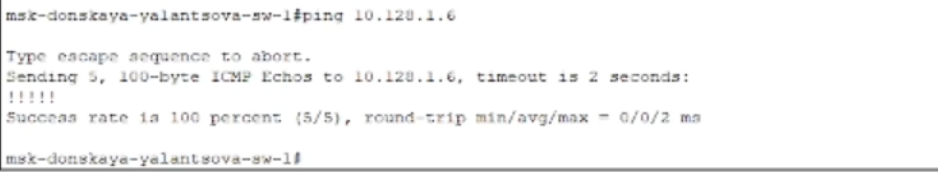 msk-donskaya-yalantsova-sw-1#ping 10.128.1.6
Type escape sequence to abort.
Sending 5, 100-byte ICMP Echos to 10.128.1.6, timeout is 2 seconds:
!!!!!
Success rate is 100 percent (5/5), round-trip min/avg/max = 0/0/2 ms
msk-donskaya-yalantsova-sw-1#